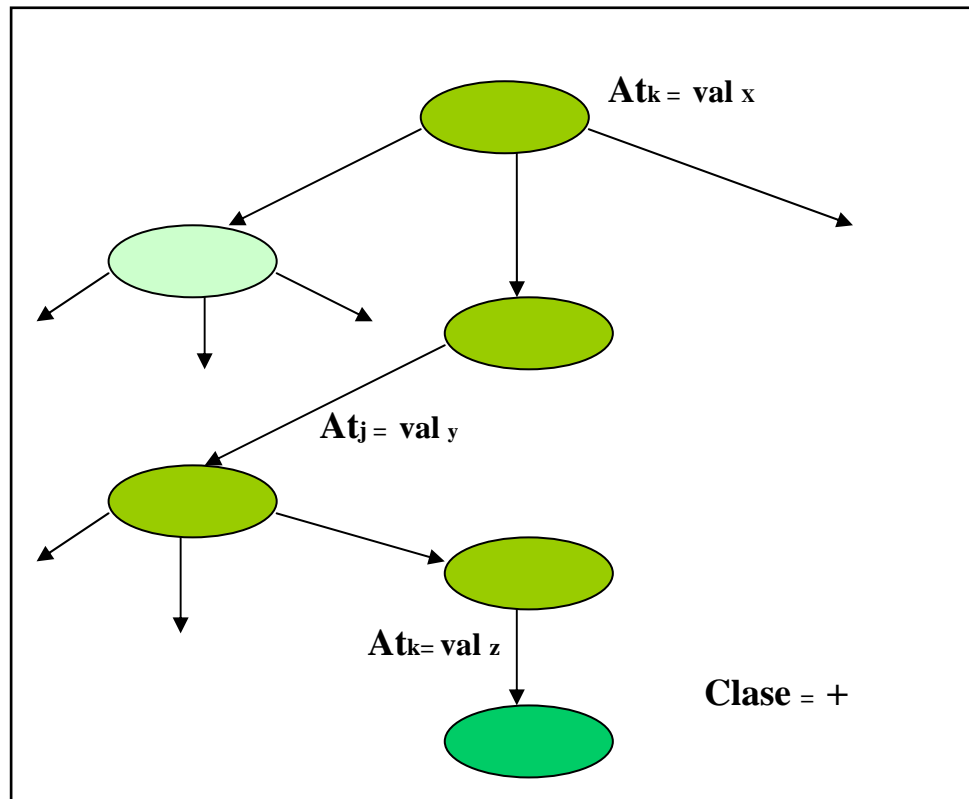 Atk = val x
Atj = val y
Atk= val z
Clase = +